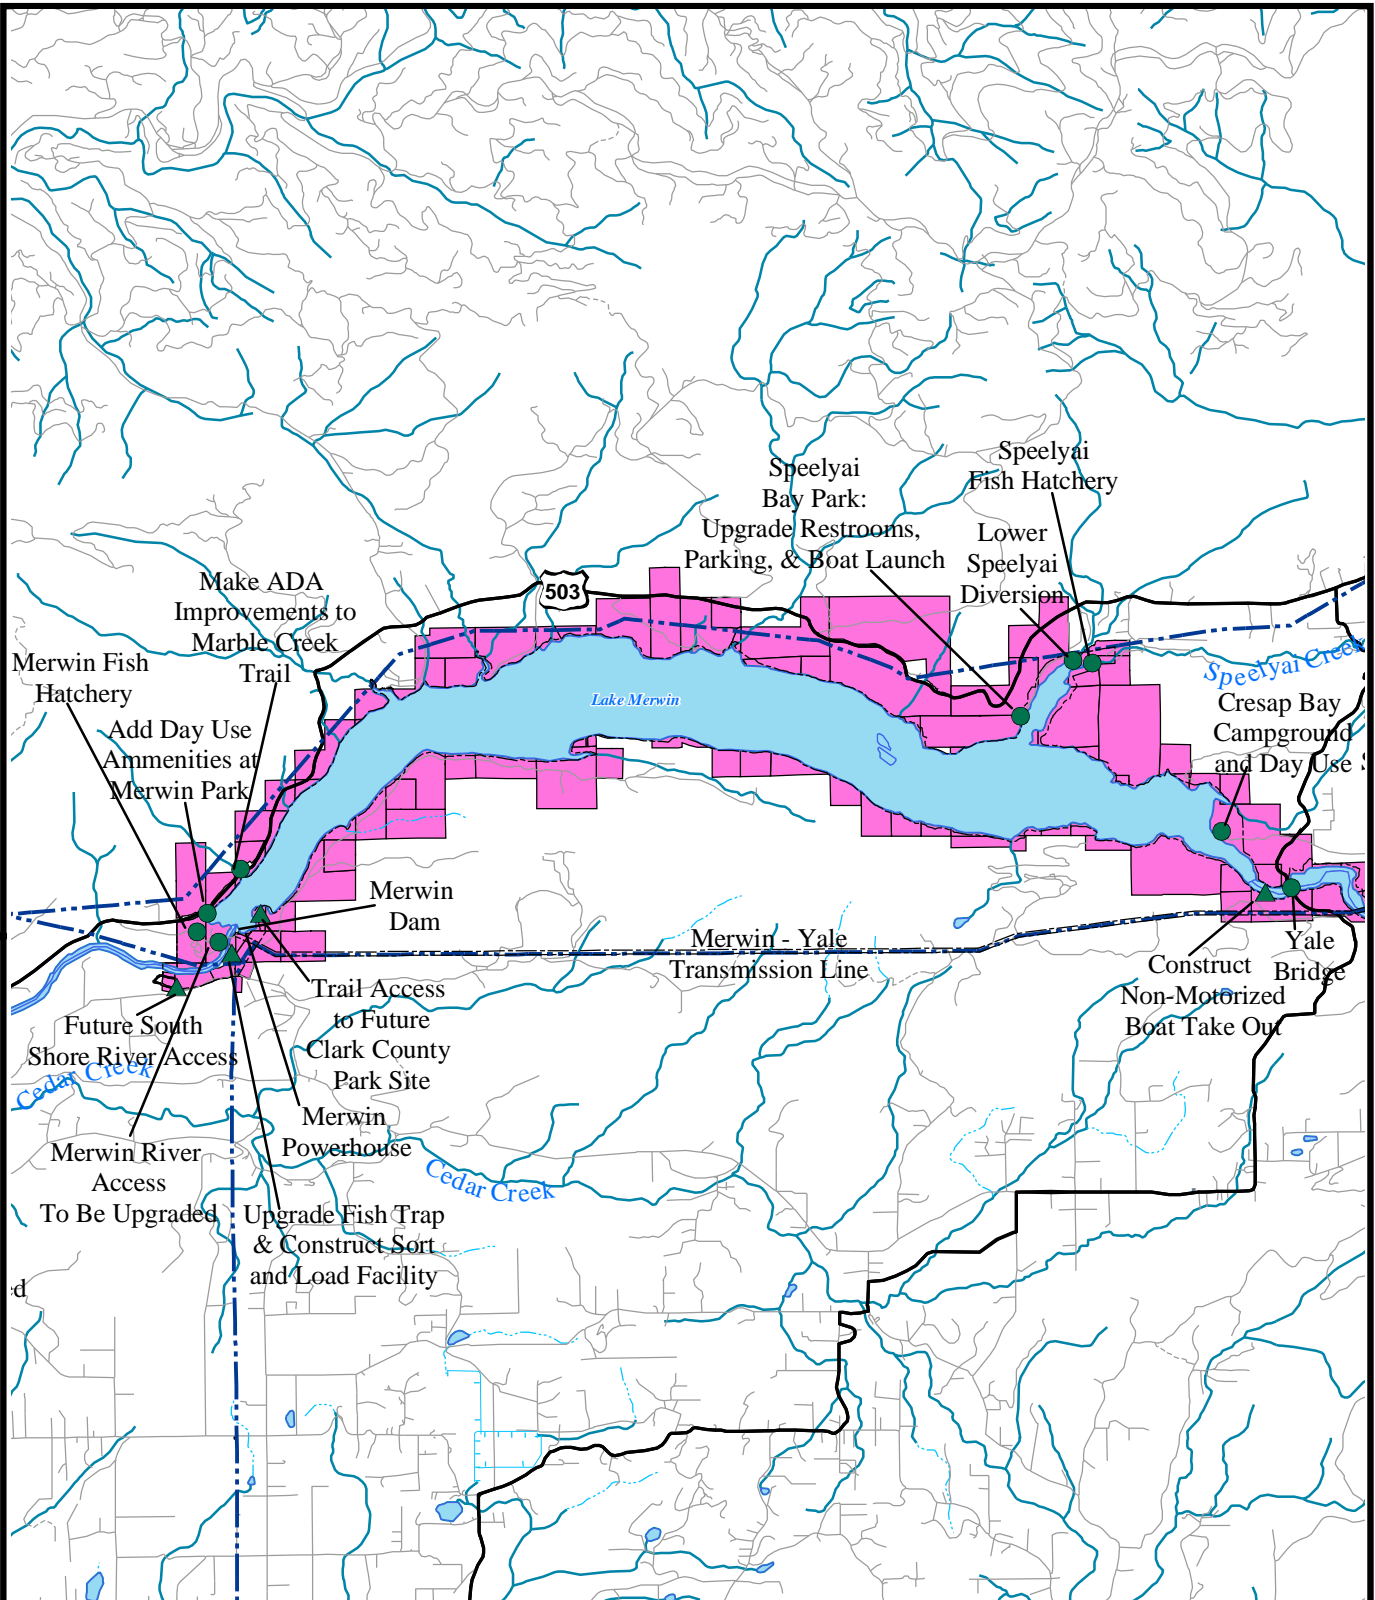 Speelyai
Fish Hatchery
Speelyai
Bay Park:
Upgrade Restrooms,
Parking, & Boat Launch
Lower
Speelyai
Diversion
503
Make ADA
Improvements to
Marble Creek
Trail
Merwin Fish
Hatchery
Add Day Use
Ammenities at
Merwin Park
Lake Merwin
Speelyai Creek
Cresap Bay
Campground
and Day Use
Merwin
Dam
Merwin - Yale
Transmission Line
Yale
Bridge
Construct
Non-Motorized
Boat Take Out
Trail Access
to Future
Clark County
Park Site
Future South
Shore River Access
Cedar Creek
Merwin
Powerhouse
Merwin River
Access
To Be Upgraded
Cedar Creek
Upgrade Fish Trap
& Construct Sort
and Load Facility
ed